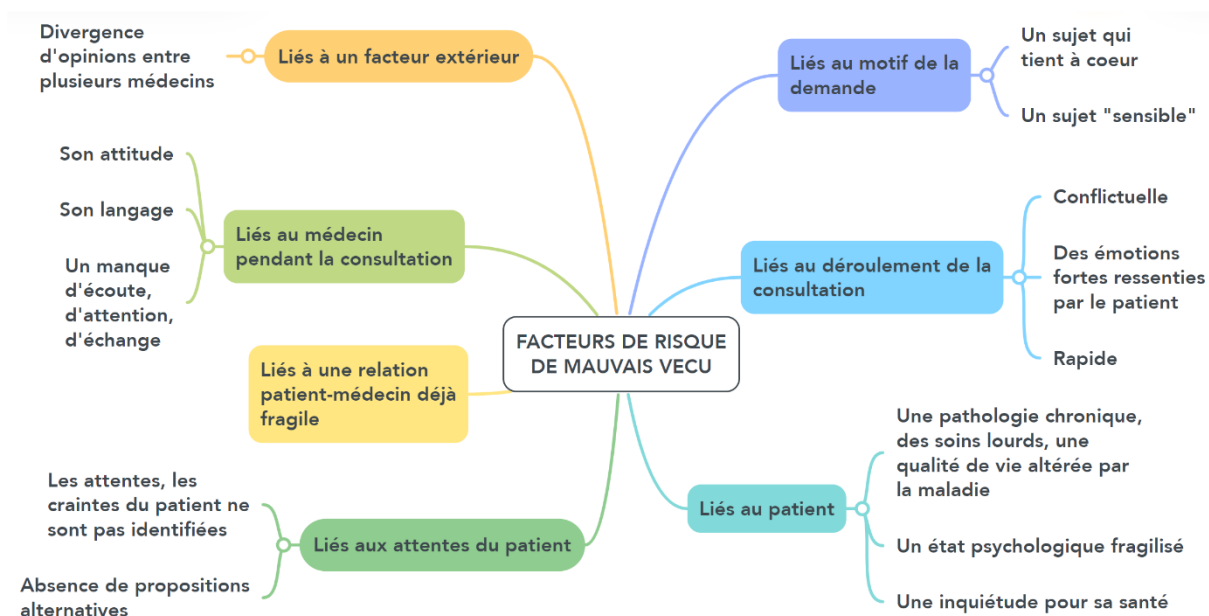 FACTEURS DE RISQUE
DE MAUVAIS VECU
Liés à un facteur extérieur
Divergence
d'opinions entre
plusieurs médecins
Liés au médecin
pendant la consultation
Son attitude
Son langage
Un manque
d'écoute,
d'attention,
d'échange
Liés à une relation
patient-médecin déjà
fragile
Liés aux attentes du patient
Les attentes, les
craintes du patient ne
sont pas identifiées
Absence de propositions
alternatives
Liés au motif de la
demande
Un sujet qui
tient à coeur
Un sujet "sensible"
Liés au déroulement de la
consultation
Conflictuelle
Des émotions
fortes ressenties
par le patient
Rapide
Liés au patient
Une pathologie chronique,
des soins lourds, une
qualité de vie altérée par
la maladie
Un état psychologique fragilisé
Une inquiétude pour sa santé